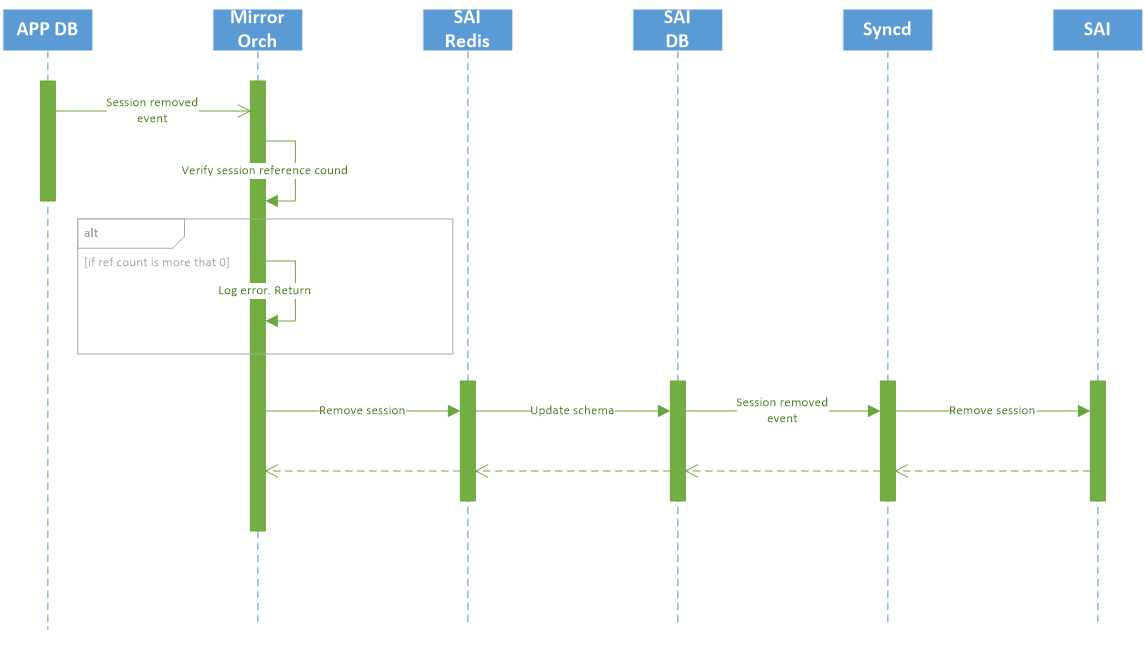 APP DB
Mirror
Orch
SAI
Redis
SAI
DB
Syncd
SAI
Session removed
event
Verify session reference cound
alt
[if ref count is more that 0]
Log error. Return
Remove session
Update schema
Session removed
event
Remove session